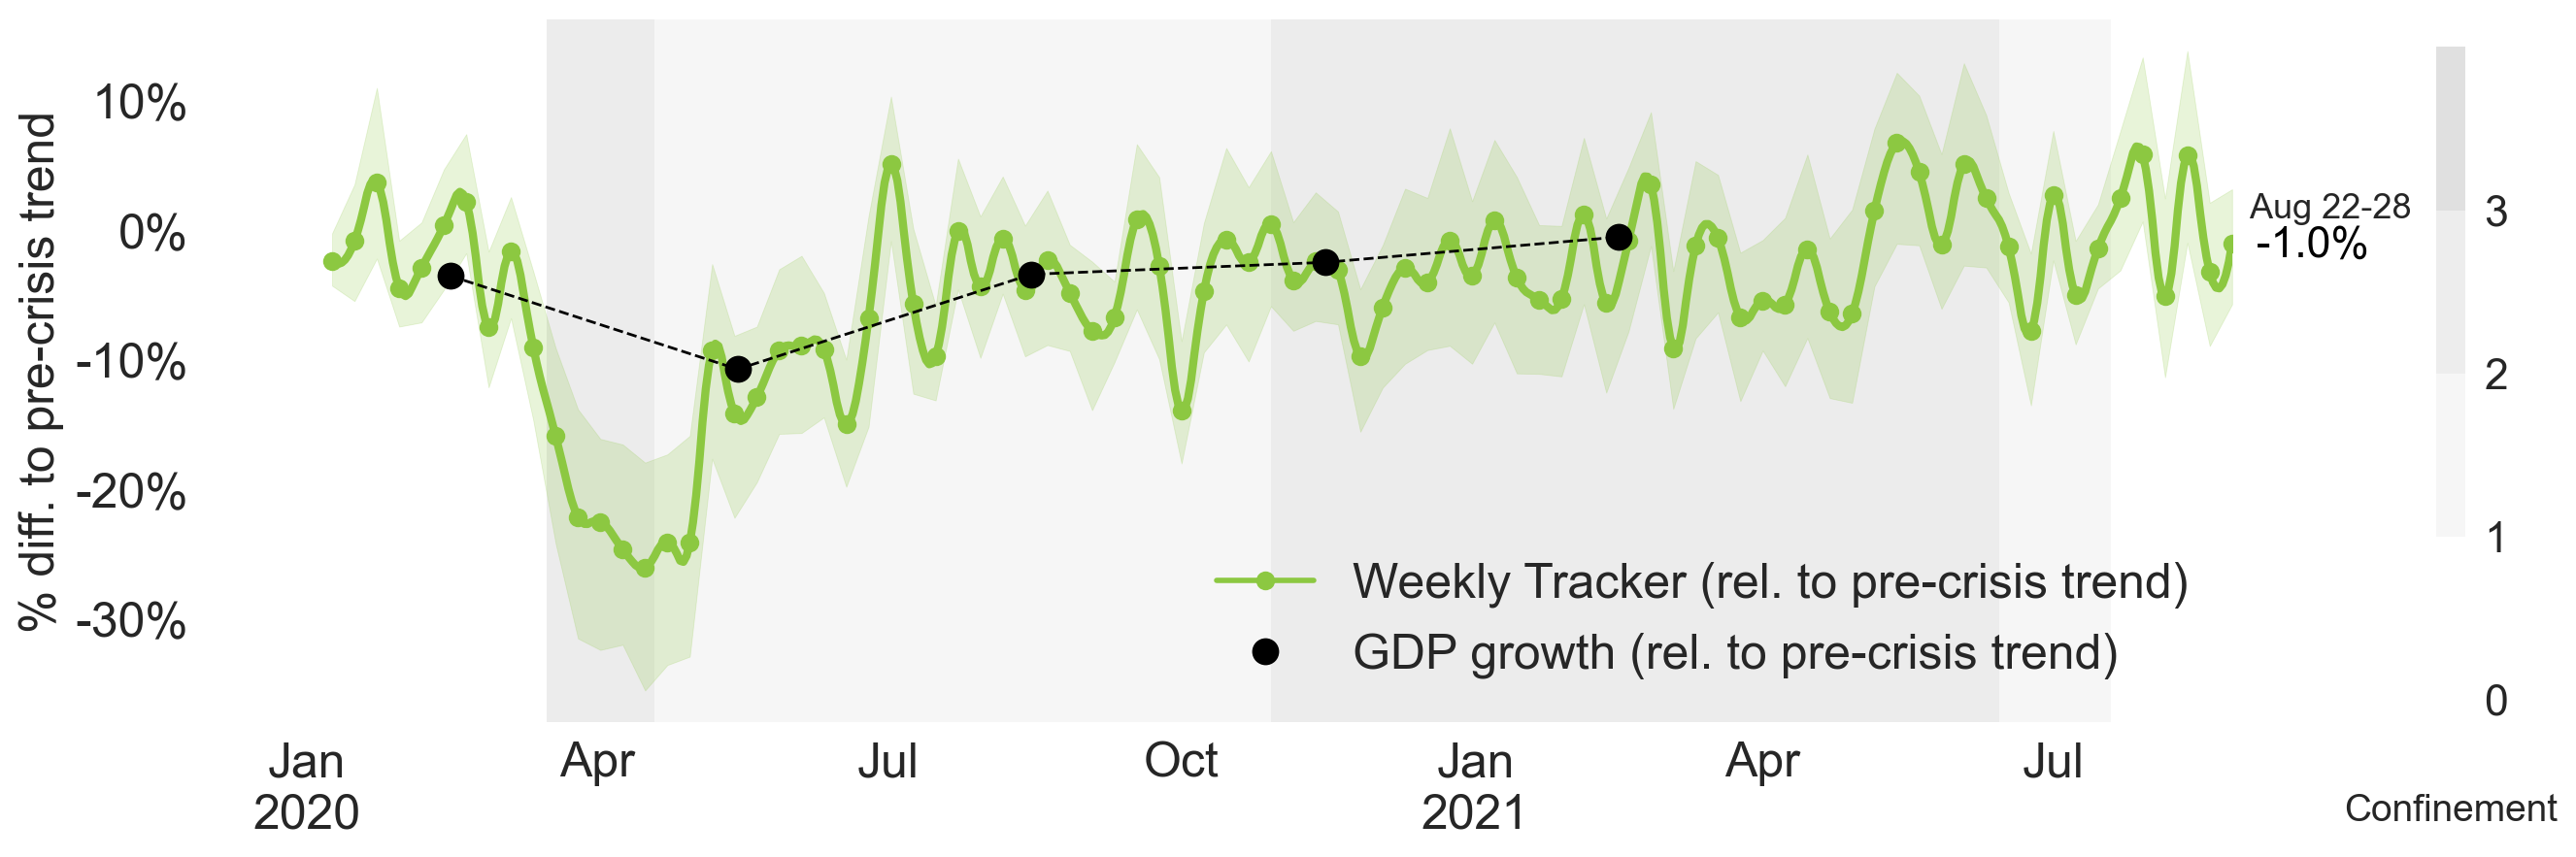 % diff. to pre-crisis trend
10%
0%
-10%
-20%
-30%
Jan
2020
Apr
Jul
Oct
Jan
2021
Apr
Jul
Aug 22-28
-1.0%
Weekly Tracker (rel. to pre-crisis trend)
GDP growth (rel. to pre-crisis trend)
3
2
1
0
Confinement